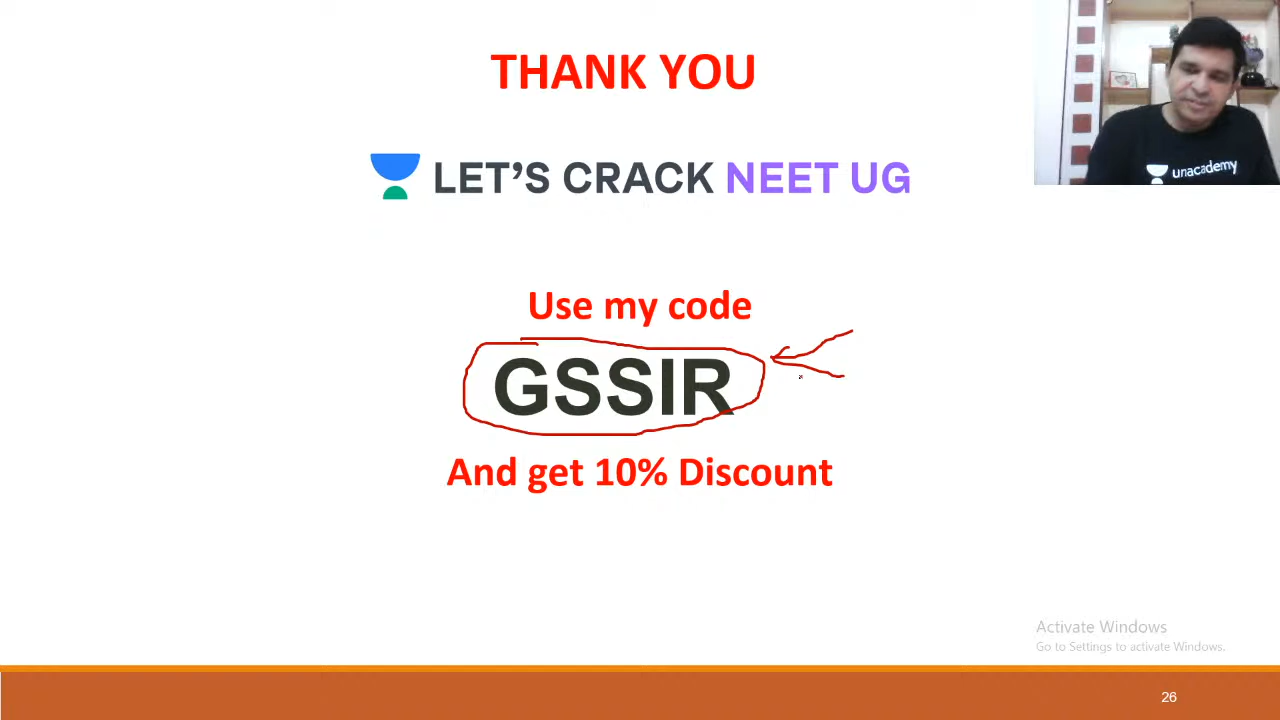 THANK YOU
LET'S CRACK NEET UG
unacademy
Use my code
GSSIR
And get 10% Discount
Activate Windows
Go to Settings to activate Windows.
26